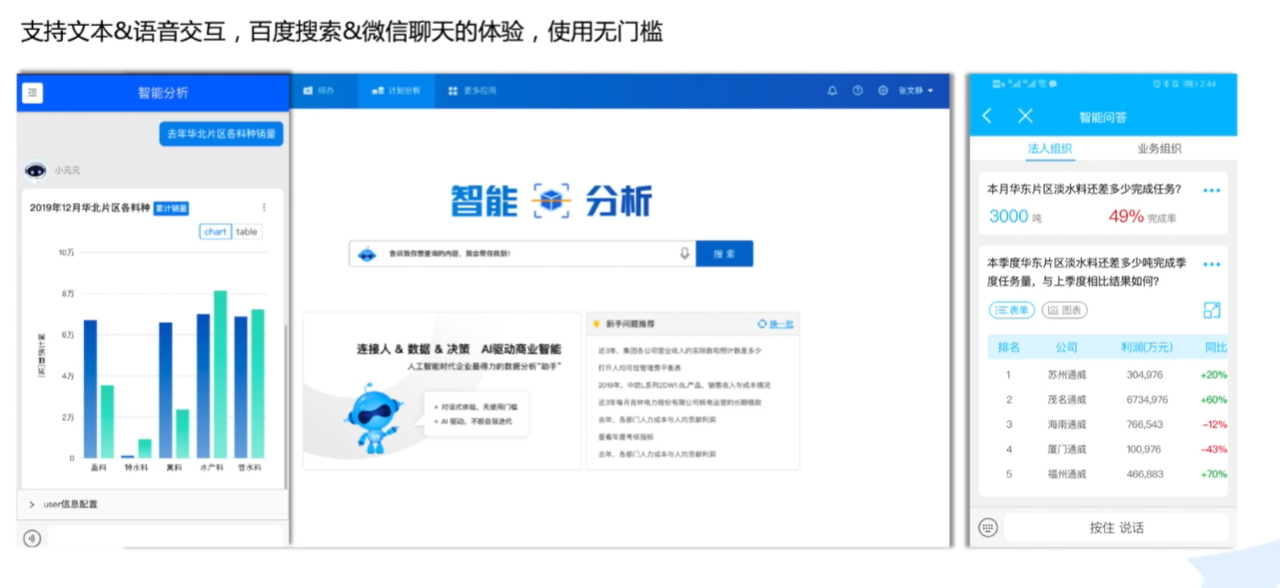 支持文本&语音交互，百度搜索&微信聊天的体验，使用无门槛
智能分析
去年华北片区各料种销量
小元元
2019年12月华北片区各料种 累计销量
chart table
10万
8万
6万
4万
2万
0
畜料 特水料 禽料 水产料 普水料
user信息配置
待办 计划分析 更多应用
张文静
智能 分析
告诉我你想查询的内容，我会帮你找到!
搜索
连接人 & 数据 & 决策 AI驱动商业智能
人工智能时代企业最得力的数据分析"助手"
对话式体验，无使用门槛
AI 驱动，不断自我迭代
新手问题推荐 换一批
近3年，集团各公司营业收入的实际数和预计数差多少
打开人均可控管理费平衡表
2019年，中欧L系列2DW1.6L产品，销售收入与成本情况
近3年每月吉林电力股份有限公司核电运营的长期借款
去年，各部门人力成本与人均贡献利润
查看年度考核指标
去年，各部门人力成本与人均贡献利润
2:44
智能问答
法人组织 业务组织
本月华东片区淡水料还差多少完成任务?
3000 吨 49% 完成率
本季度华东片区淡水料还差多少吨完成季
度任务量，与上季度相比结果如何?
表单 图表
排名 公司 利润(万元) 同比
1 苏州通威 304,976 +20%
2 茂名通威 6734,976 +60%
3 海南通威 766,543 -12%
4 厦门通威 100,976 -43%
5 福州通威 466,883 +70%
按住 说话